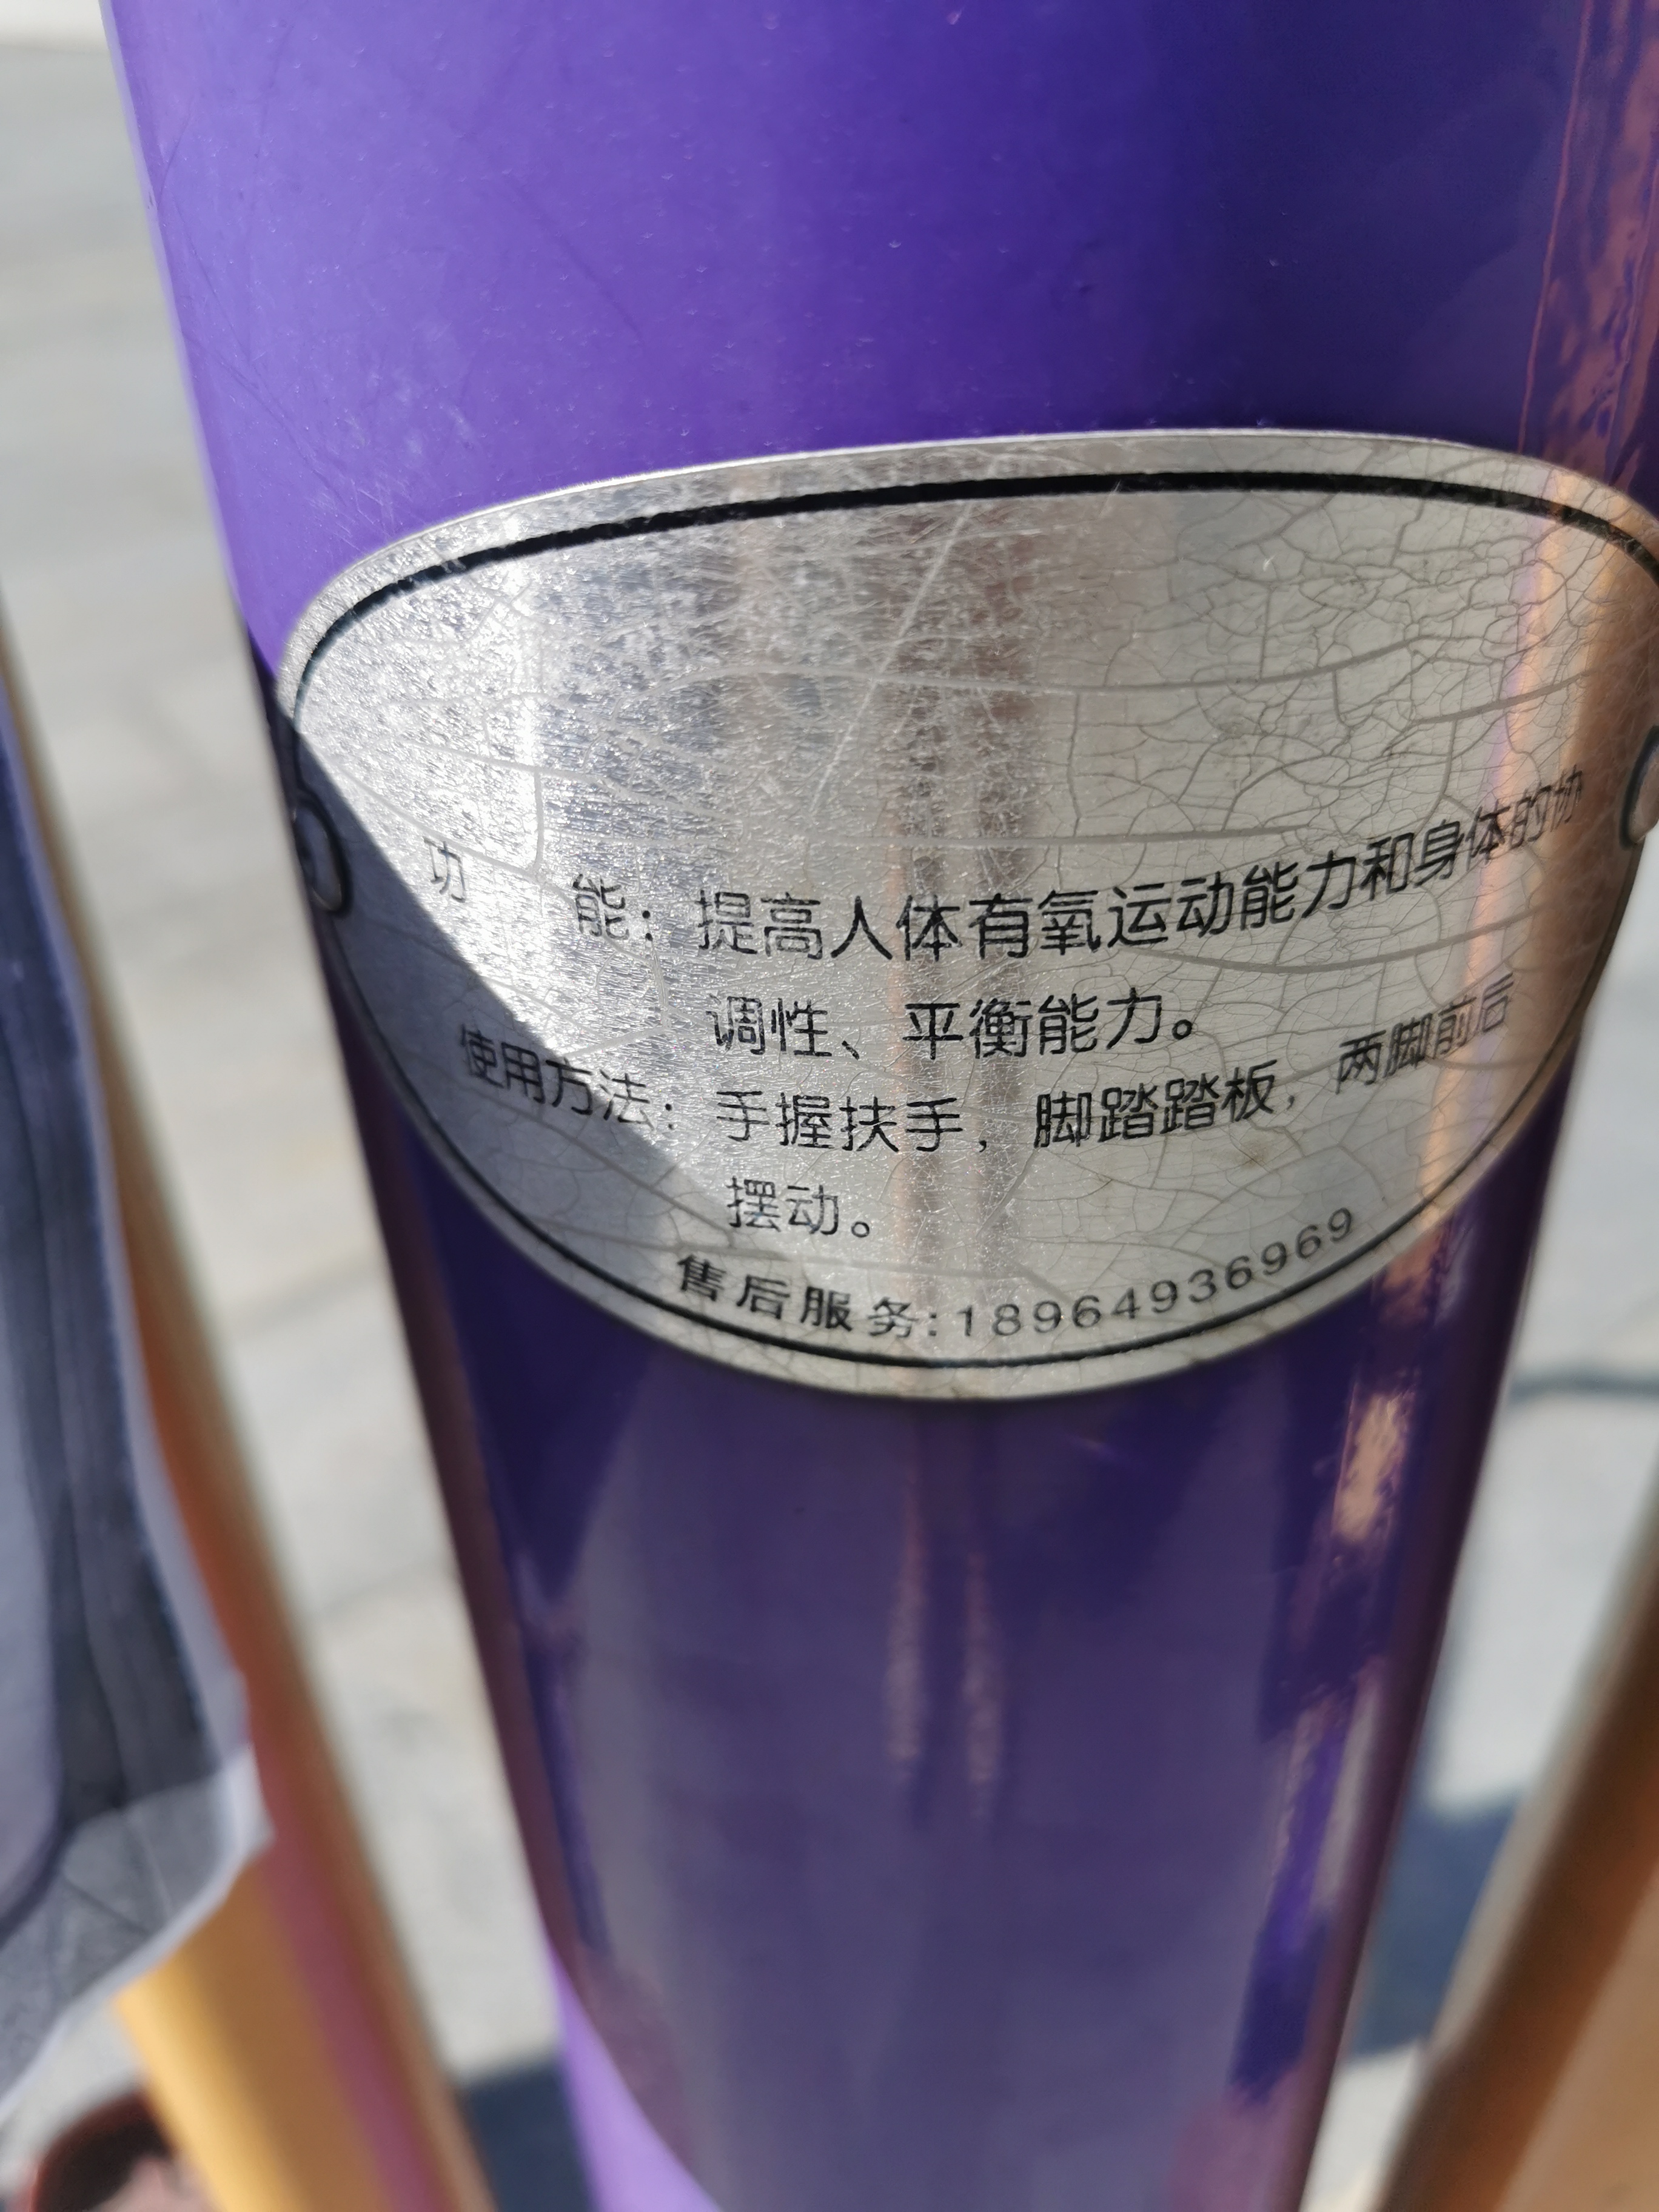 功能：提高人体有氧运动能力和身体的协
调性、平衡能力。
使用方法：手握扶手，脚踏踏板，两脚前后
摆动。
售后服务:18964936969